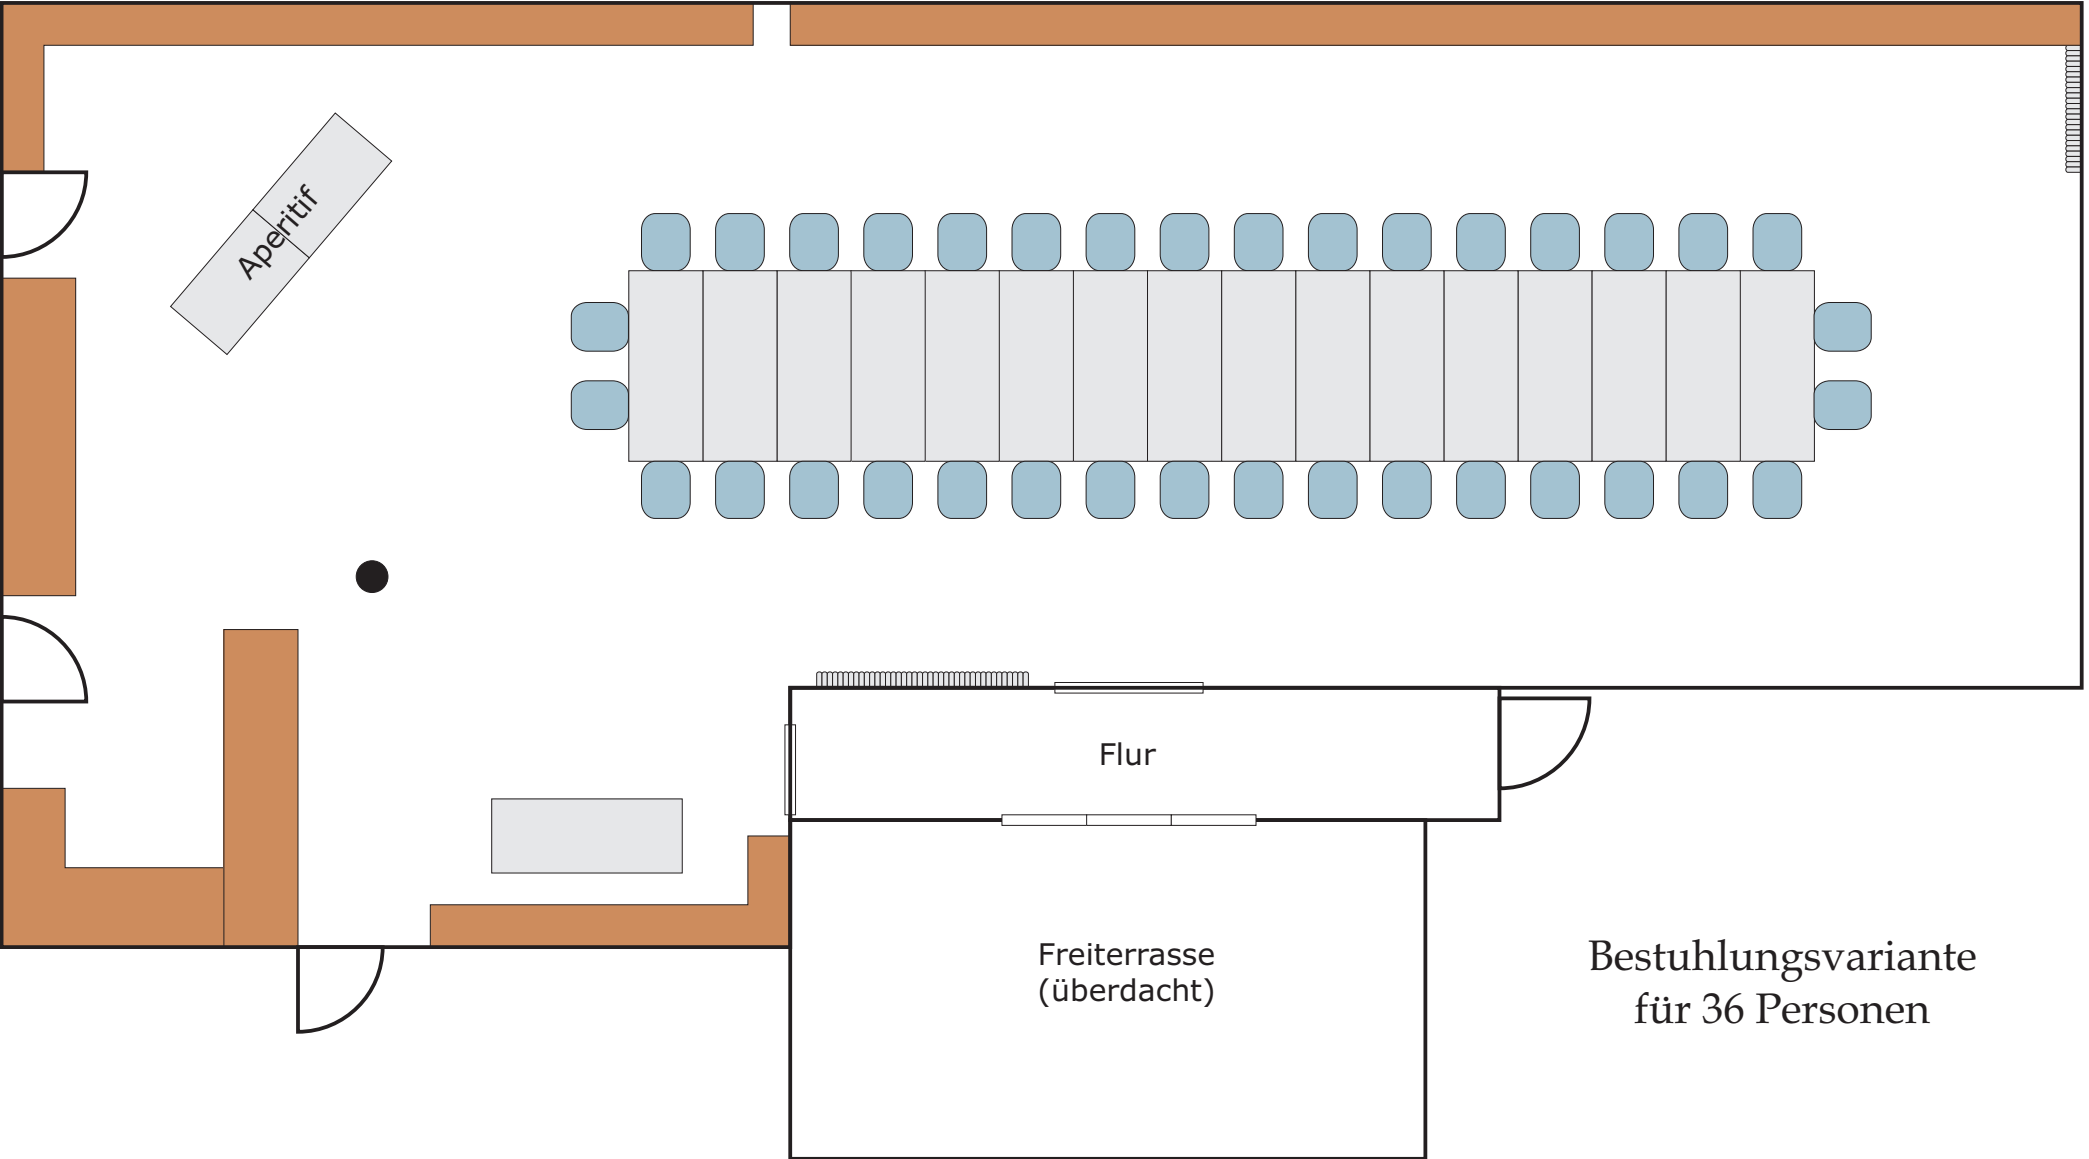 Aperitif
Flur
Freiterrasse
(überdacht)
Bestuhlungsvariante
für 36 Personen